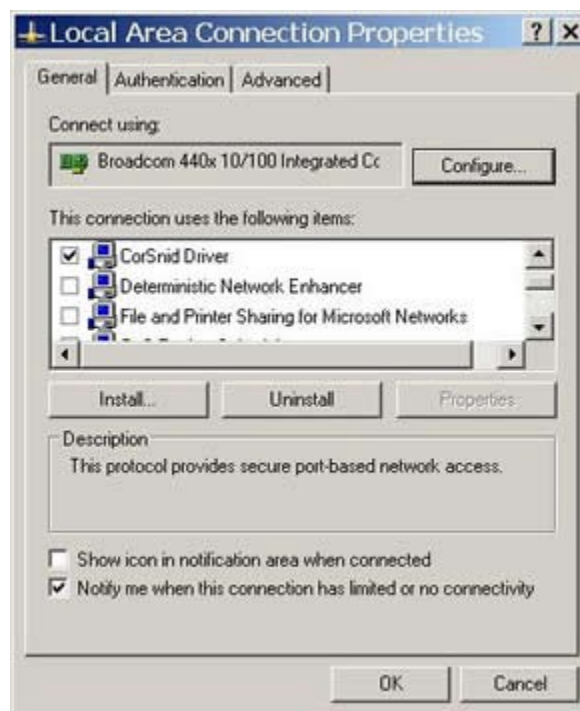 Local Area Connection Properties
General Authentication Advanced
Connect using:
Broadcom 440x 10/100 Integrated Cc Configure...
This connection uses the following items:
CorSnid Driver
Deterministic Network Enhancer
File and Printer Sharing for Microsoft Networks
Install... Uninstall Properties
Description
This protocol provides secure port-based network access.
Show icon in notification area when connected
Notify me when this connection has limited or no connectivity
OK Cancel